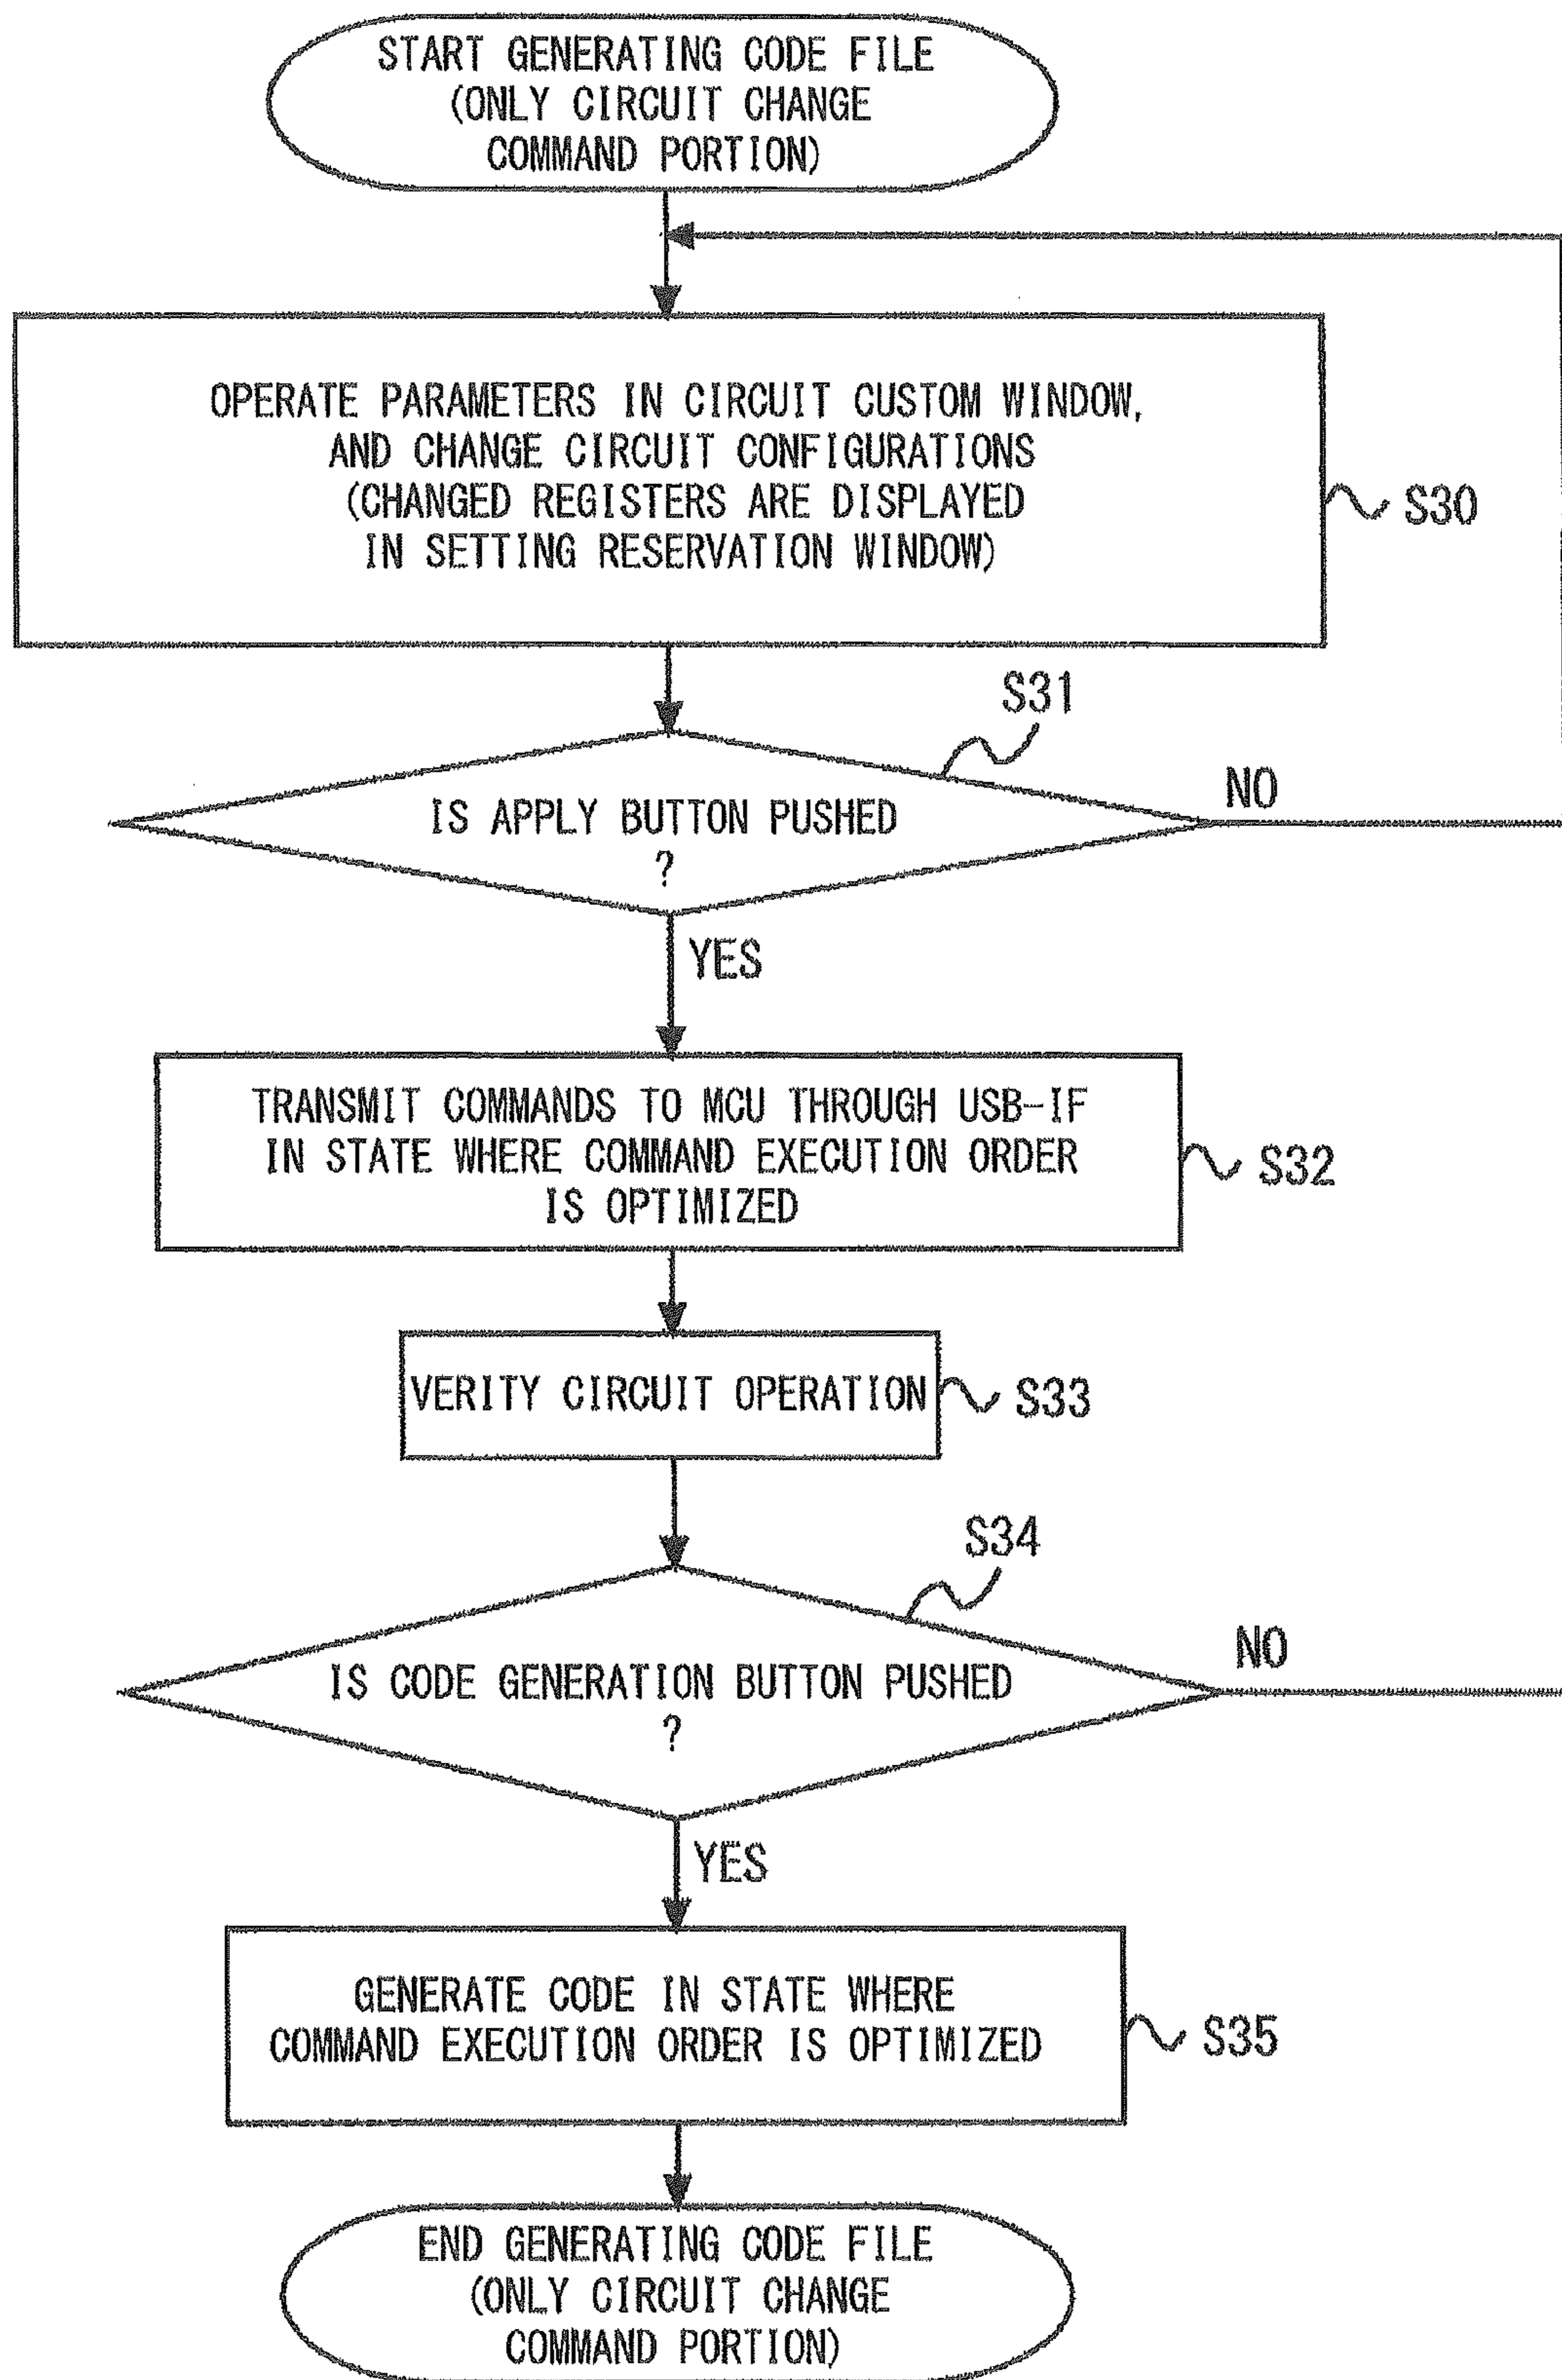 START GENERATING CODE FILE
(ONLY CIRCUIT CHANGE
COMMAND PORTION)
OPERATE PARAMETERS IN CIRCUIT CUSTOM WINDOW,
AND CHANGE CIRCUIT CONFIGURATIONS
(CHANGED REGISTERS ARE DISPLAYED
IN SETTING RESERVATION WINDOW)
S30
S31
IS APPLY BUTTON PUSHED
?
NO
YES
TRANSMIT COMMANDS TO MCU THROUGH USB-IF
IN STATE WHERE COMMAND EXECUTION ORDER
IS OPTIMIZED
S32
VERITY CIRCUIT OPERATION
S33
S34
IS CODE GENERATION BUTTON PUSHED
?
NO
YES
GENERATE CODE IN STATE WHERE
COMMAND EXECUTION ORDER IS OPTIMIZED
S35
END GENERATING CODE FILE
(ONLY CIRCUIT CHANGE
COMMAND PORTION)